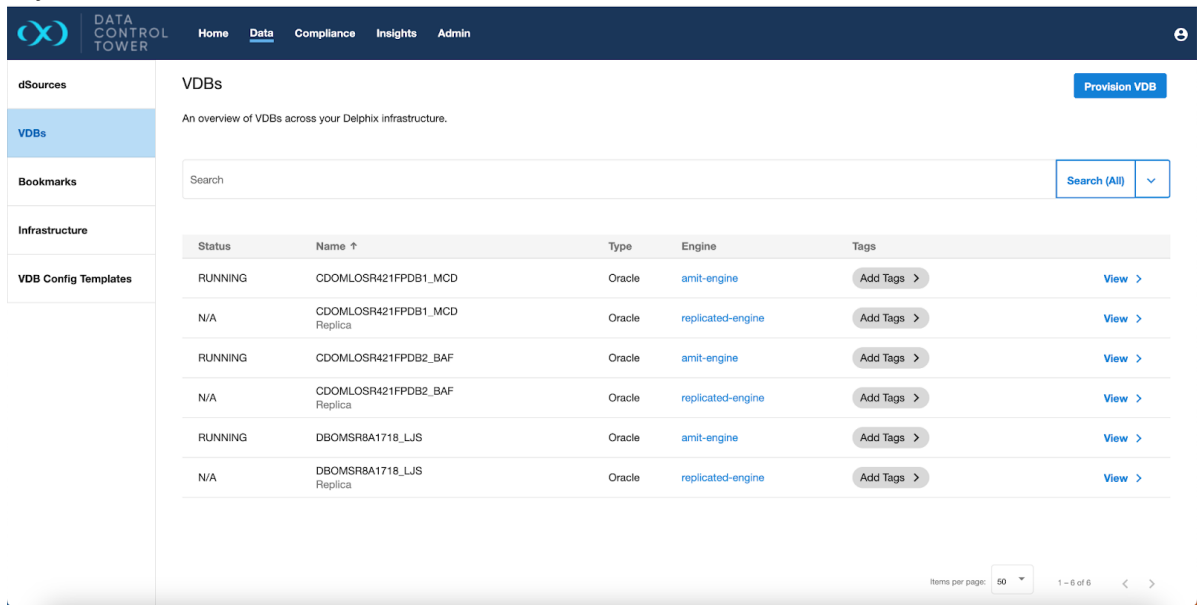 DATA
CONTROL
TOWER
Home Data Compliance Insights Admin
dSources
VDBs
Bookmarks
Infrastructure
VDB Config Templates
VDBs
Provision VDB
An overview of VDBs across your Delphix infrastructure.
Search
Search (All)
Status Name ↑ Type Engine Tags
RUNNING CDOMLOSR421FPDB1_MCD Oracle amit-engine Add Tags > View >
N/A CDOMLOSR421FPDB1_MCD Oracle replicated-engine Add Tags > View >
Replica
RUNNING CDOMLOSR421FPDB2_BAF Oracle amit-engine Add Tags > View >
N/A CDOMLOSR421FPDB2_BAF Oracle replicated-engine Add Tags > View >
Replica
RUNNING DBOMSR8A1718_LJS Oracle amit-engine Add Tags > View >
N/A DBOMSR8A1718_LJS Oracle replicated-engine Add Tags > View >
Replica
Items per page: 50 1 – 6 of 6 < >